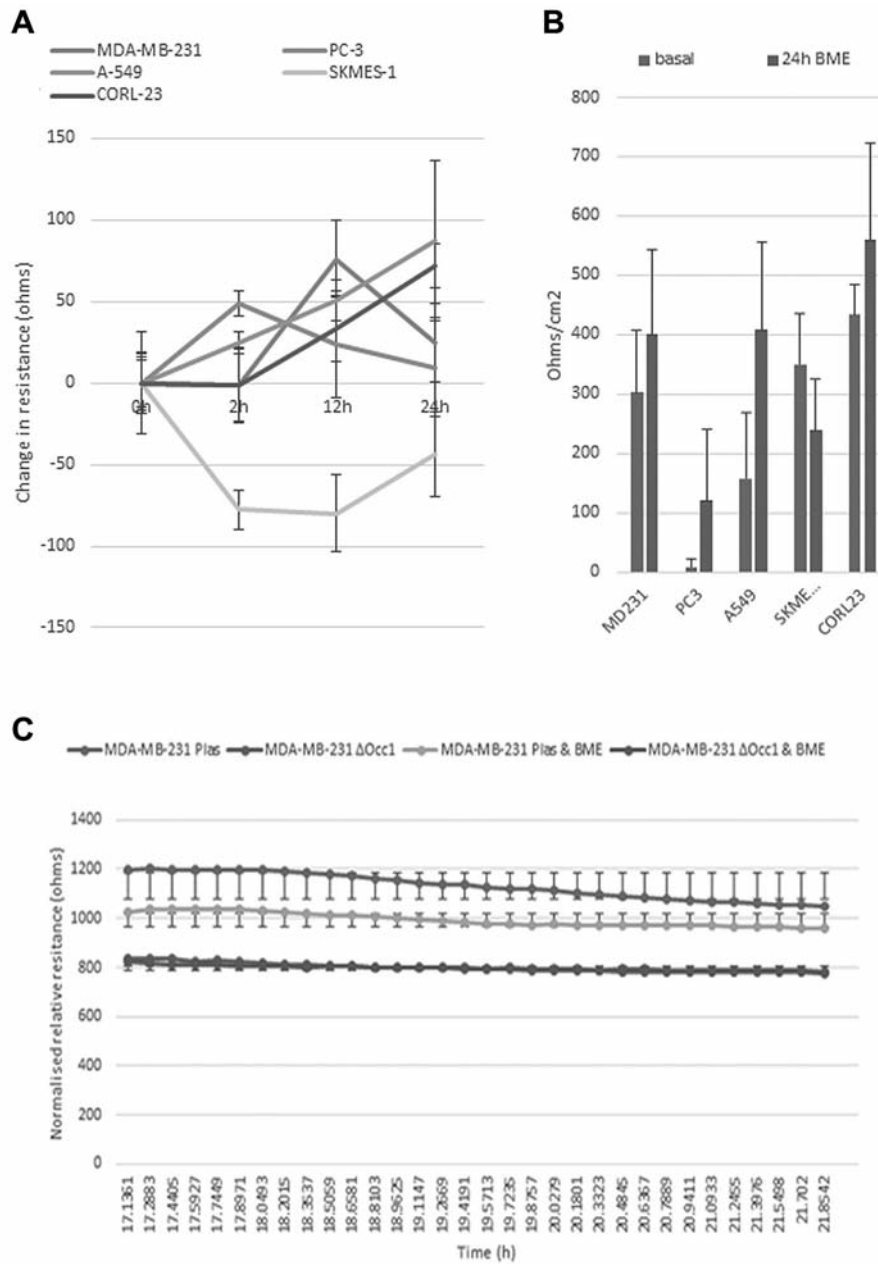 A
MDA-MB-231
PC-3
A-549
SKMES-1
CORL-23
150
100
50
0
-50
-100
-150
Change in resistance (ohms)
0h
2h
12h
24h
B
basal
24h BME
800
700
600
500
400
300
200
100
0
Ohms/cm2
MD231
PC3
A549
SKME...
CORL23
C
MDA-MB-231 Plas
MDA-MB-231 ΔOcc1
MDA-MB-231 Plas & BME
MDA-MB-231 ΔOcc1 & BME
1400
1200
1000
800
600
400
200
0
Normalised relative resitance (ohms)
17.1361
17.2883
17.4405
17.5927
17.7449
17.8971
18.0493
18.2015
18.3537
18.5059
18.6581
18.8103
18.9625
19.1147
19.2669
19.4191
19.5713
19.7235
19.8757
20.0279
20.1801
20.3323
20.4845
20.6367
20.7889
20.9411
21.0933
21.2455
21.3976
21.5498
21.702
21.8542
Time (h)